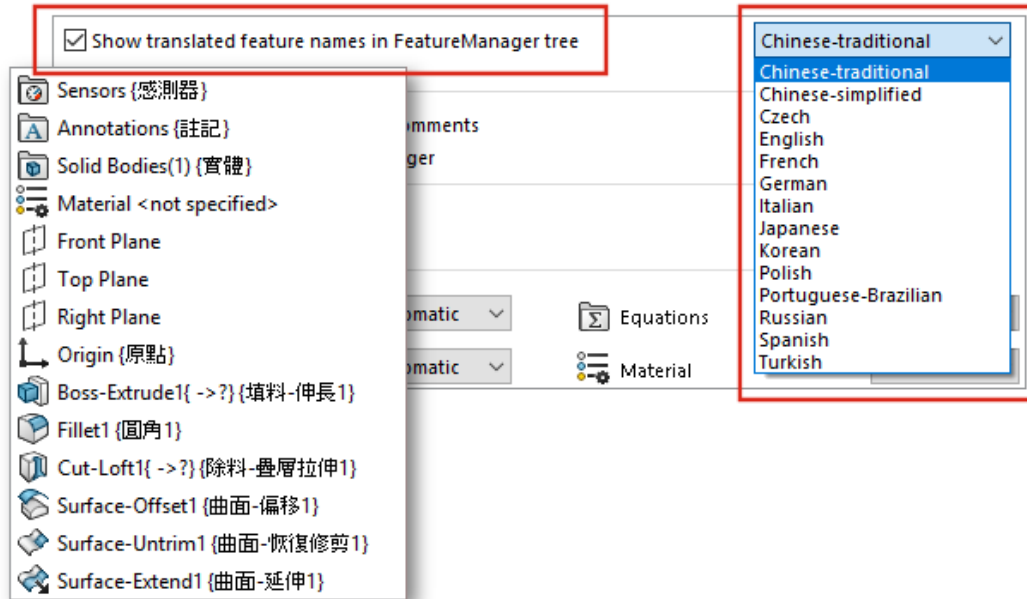 Show translated feature names in FeatureManager tree
Chinese-traditional
Chinese-traditional
Chinese-simplified
Czech
English
French
German
Italian
Japanese
Korean
Polish
Portuguese-Brazilian
Russian
Spanish
Turkish
Sensors {感測器}
Annotations {註記}
Solid Bodies(1) {實體}
Material <not specified>
Front Plane
Top Plane
Right Plane
Origin {原點}
Boss-Extrude1{ ->?} {填料-伸長1}
Fillet1 {圓角1}
Cut-Loft1{ ->?} {除料-疊層拉伸1}
Surface-Offset1 {曲面-偏移1}
Surface-Untrim1 {曲面-恢復修剪1}
Surface-Extend1 {曲面-延伸1}
omments
ger
omatic
Equations
omatic
Material